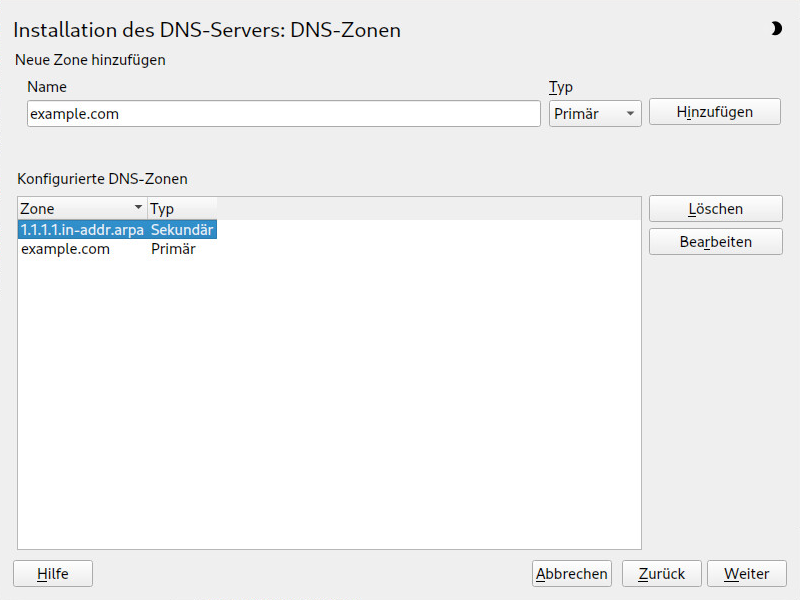 Installation des DNS-Servers: DNS-Zonen
Neue Zone hinzufügen
Name Typ
example.com Primär Hinzufügen
Konfigurierte DNS-Zonen
Zone Typ Löschen
1.1.1.1.in-addr.arpa Sekundär
example.com Primär Bearbeiten
Hilfe Abbrechen Zurück Weiter